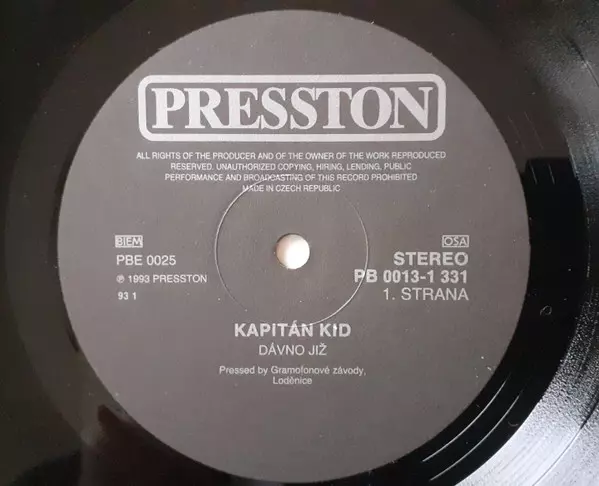 PRESSTON
ALL RIGHTS OF THE PRODUCER AND OF THE OWNER OF THE WORK REPRODUCED
RESERVED. UNAUTHORIZED COPYING, HIRING, LENDING, PUBLIC
PERFORMANCE AND BROADCASTING OF THIS RECORD PROHIBITED
MADE IN CZECH REPUBLIC
BIEM
PBE 0025
℗ 1993 PRESSTON
93 1
OSA
STEREO
PB 0013-1 331
1. STRANA
KAPITÁN KID
DÁVNO JIŽ
Pressed by Gramofonové závody,
Loděnice